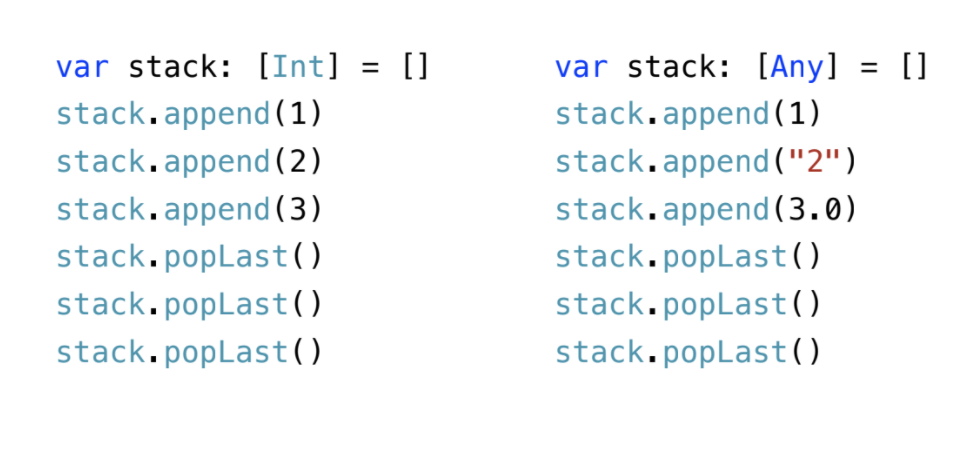 var stack: [Int] = []
stack.append(1)
stack.append(2)
stack.append(3)
stack.popLast()
stack.popLast()
stack.popLast()
var stack: [Any] = []
stack.append(1)
stack.append("2")
stack.append(3.0)
stack.popLast()
stack.popLast()
stack.popLast()